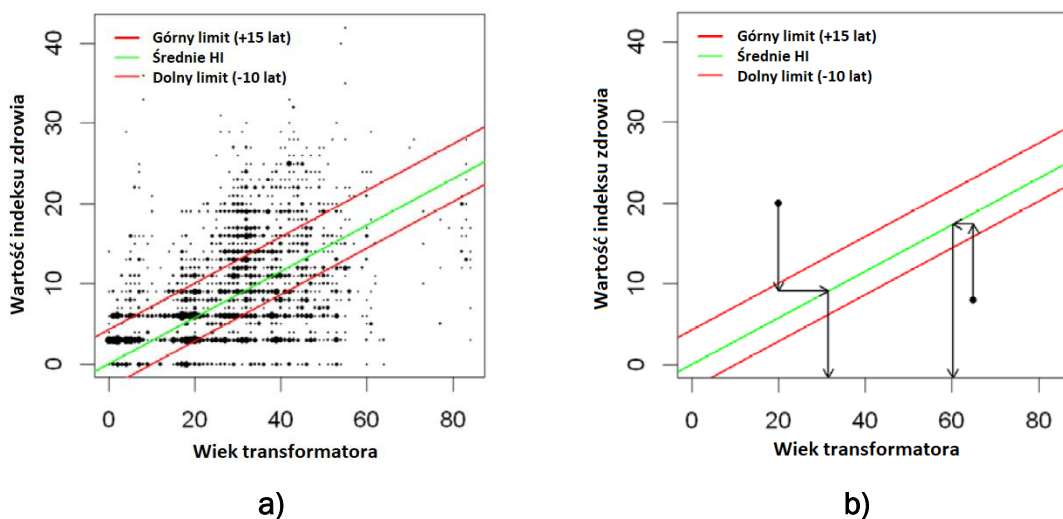 Górny limit (+15 lat)
Średnie HI
Dolny limit (-10 lat)
Wartość indeksu zdrowia
0 10 20 30 40
0 20 40 60 80
Wiek transformatora
a)
Górny limit (+15 lat)
Średnie HI
Dolny limit (-10 lat)
Wartość indeksu zdrowia
0 10 20 30 40
0 20 40 60 80
Wiek transformatora
b)